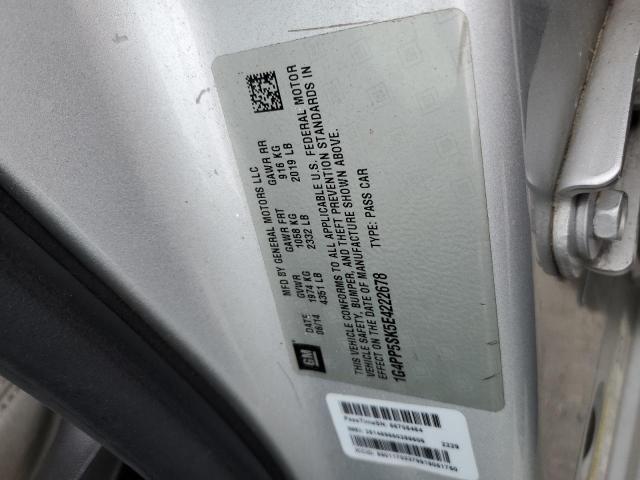 MFD BY GENERAL MOTORS LLC
DATE GVWR GAWR FRT GAWR RR
06/14 1974 KG 1058 KG 916 KG
4351 LB 2332 LB 2019 LB
THIS VEHICLE CONFORMS TO ALL APPLICABLE U.S. FEDERAL MOTOR
VEHICLE SAFETY, BUMPER, AND THEFT PREVENTION STANDARDS IN
EFFECT ON THE DATE OF MANUFACTURE SHOWN ABOVE.
1G4PP5SK5E4222678 TYPE: PASS CAR
GM
2229